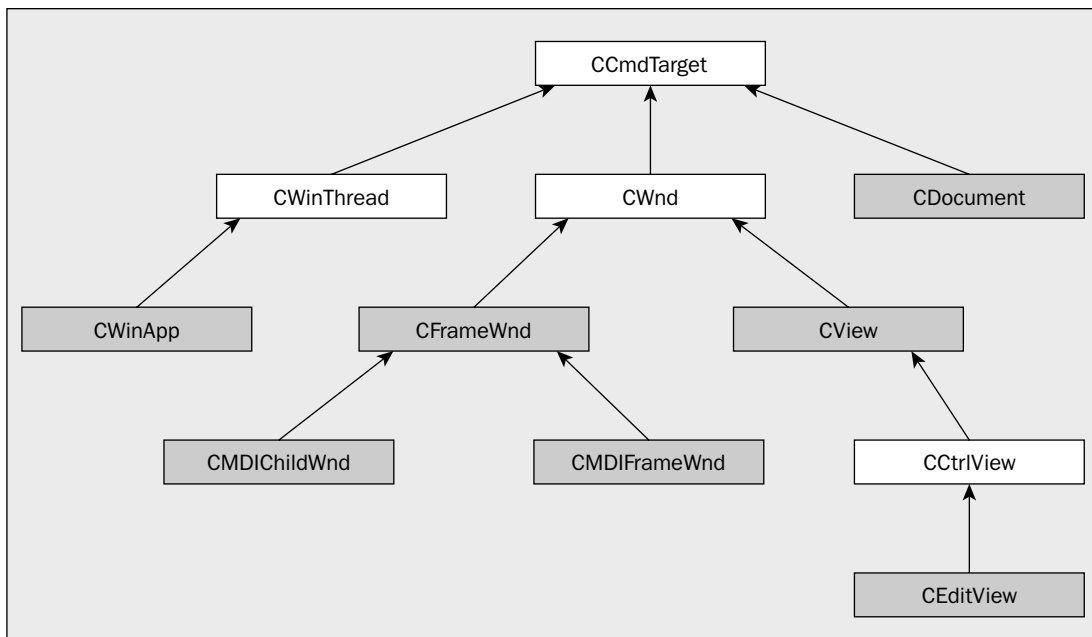 CCmdTarget
CWinThread
CWnd
CDocument
CWinApp
CFrameWnd
CView
CMDIChildWnd
CMDIFrameWnd
CCtrlView
CEditView